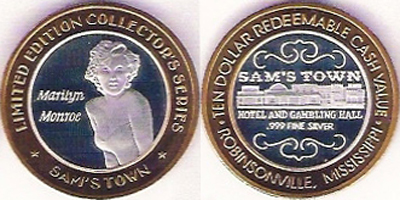 LIMITED EDITION COLLECTOR'S SERIES
Marilyn
Monroe
SAM'S TOWN
TEN DOLLAR REDEEMABLE CASH VALUE
SAM'S TOWN
HOTEL AND GAMBLING HALL
.999 FINE SILVER
ROBINSONVILLE, MISSISSIPPI